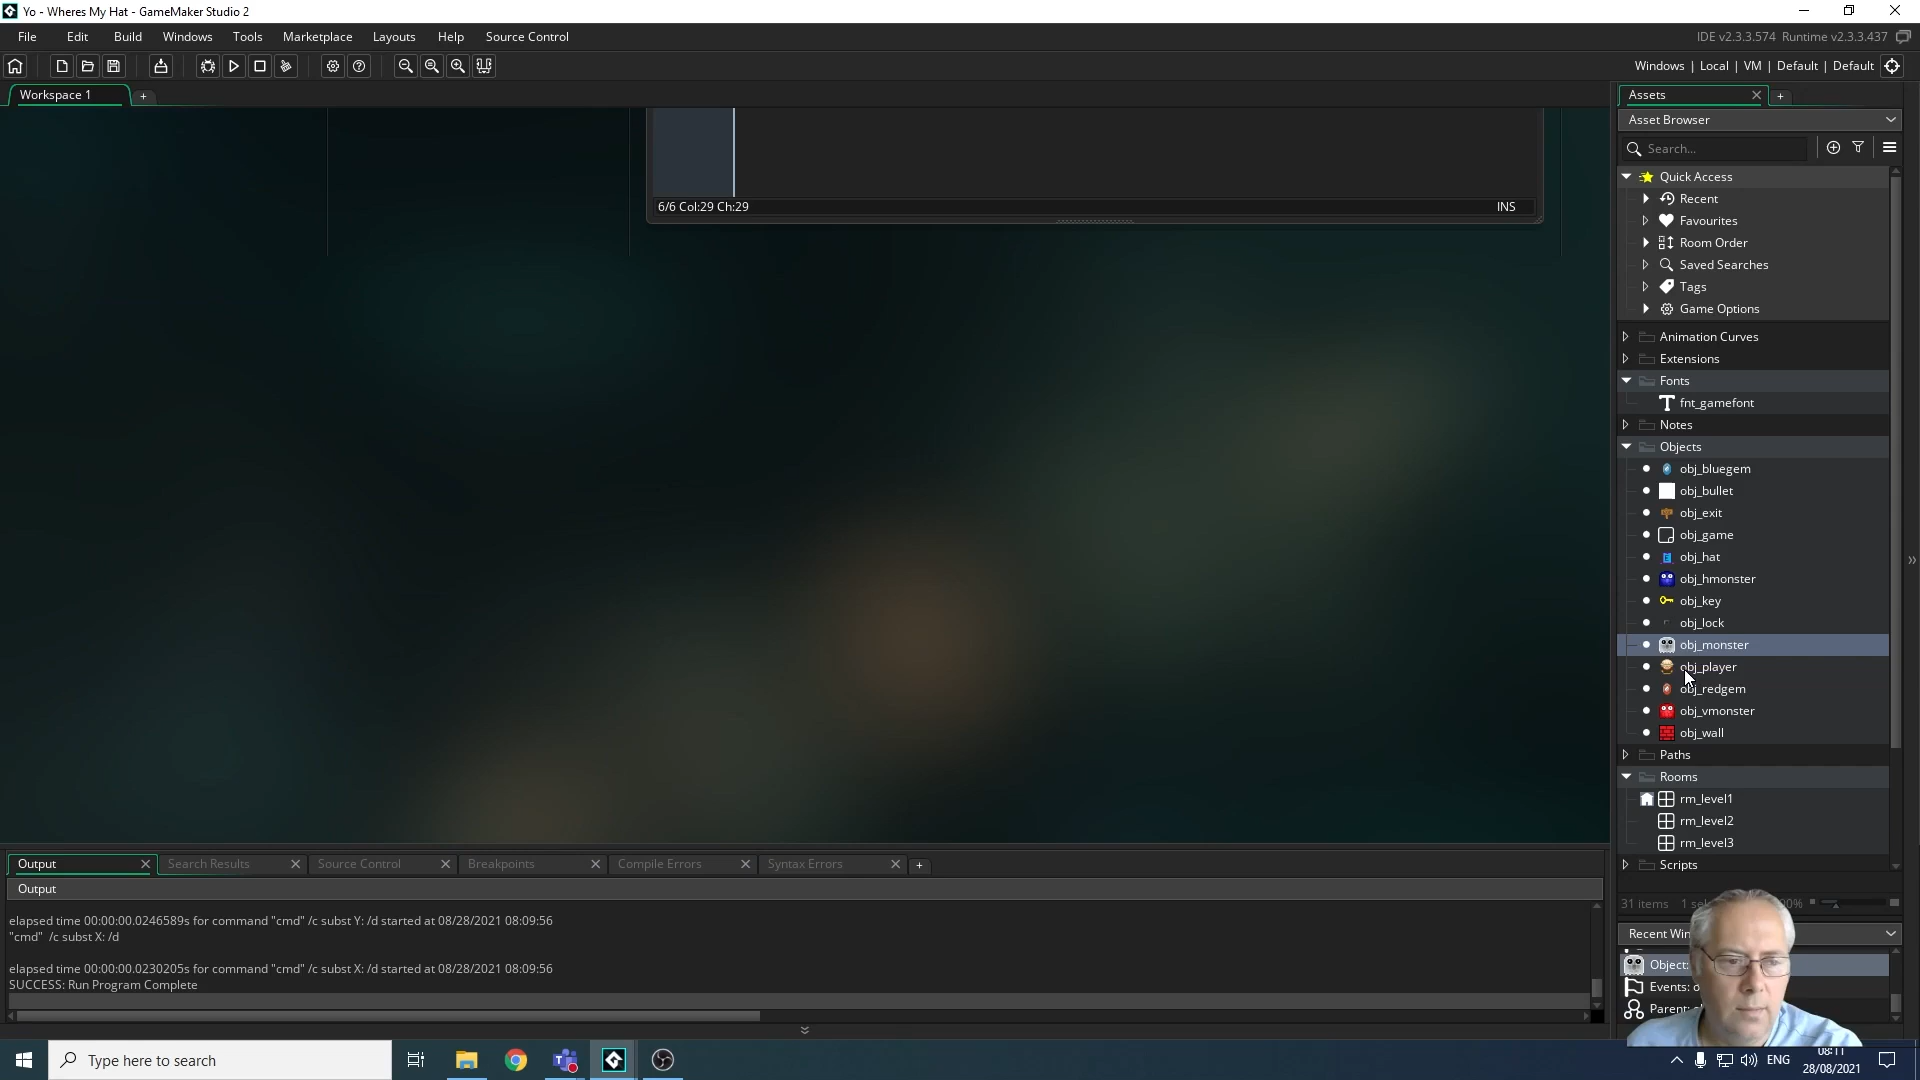 Yo - Wheres My Hat - GameMaker Studio 2
File Edit Build Windows Tools Marketplace Layouts Help Source Control
IDE v2.3.3.574 Runtime v2.3.3.437
Windows | Local | VM | Default | Default
Workspace 1
6/6 Col:29 Ch:29
INS
Assets
Asset Browser
Search...
Quick Access
Recent
Favourites
Room Order
Saved Searches
Tags
Game Options
Animation Curves
Extensions
Fonts
fnt_gamefont
Notes
Objects
obj_bluegem
obj_bullet
obj_exit
obj_game
obj_hat
obj_hmonster
obj_key
obj_lock
obj_monster
obj_player
obj_redgem
obj_vmonster
obj_wall
Paths
Rooms
rm_level1
rm_level2
rm_level3
Scripts
31 items
Object:
Events:
Parent:
Output Search Results Source Control Breakpoints Compile Errors Syntax Errors
Output
elapsed time 00:00:00.0246589s for command "cmd" /c subst Y: /d started at 08/28/2021 08:09:56
"cmd" /c subst X: /d
elapsed time 00:00:00.0230205s for command "cmd" /c subst X: /d started at 08/28/2021 08:09:56
SUCCESS: Run Program Complete
Type here to search
ENG
08:11
28/08/2021